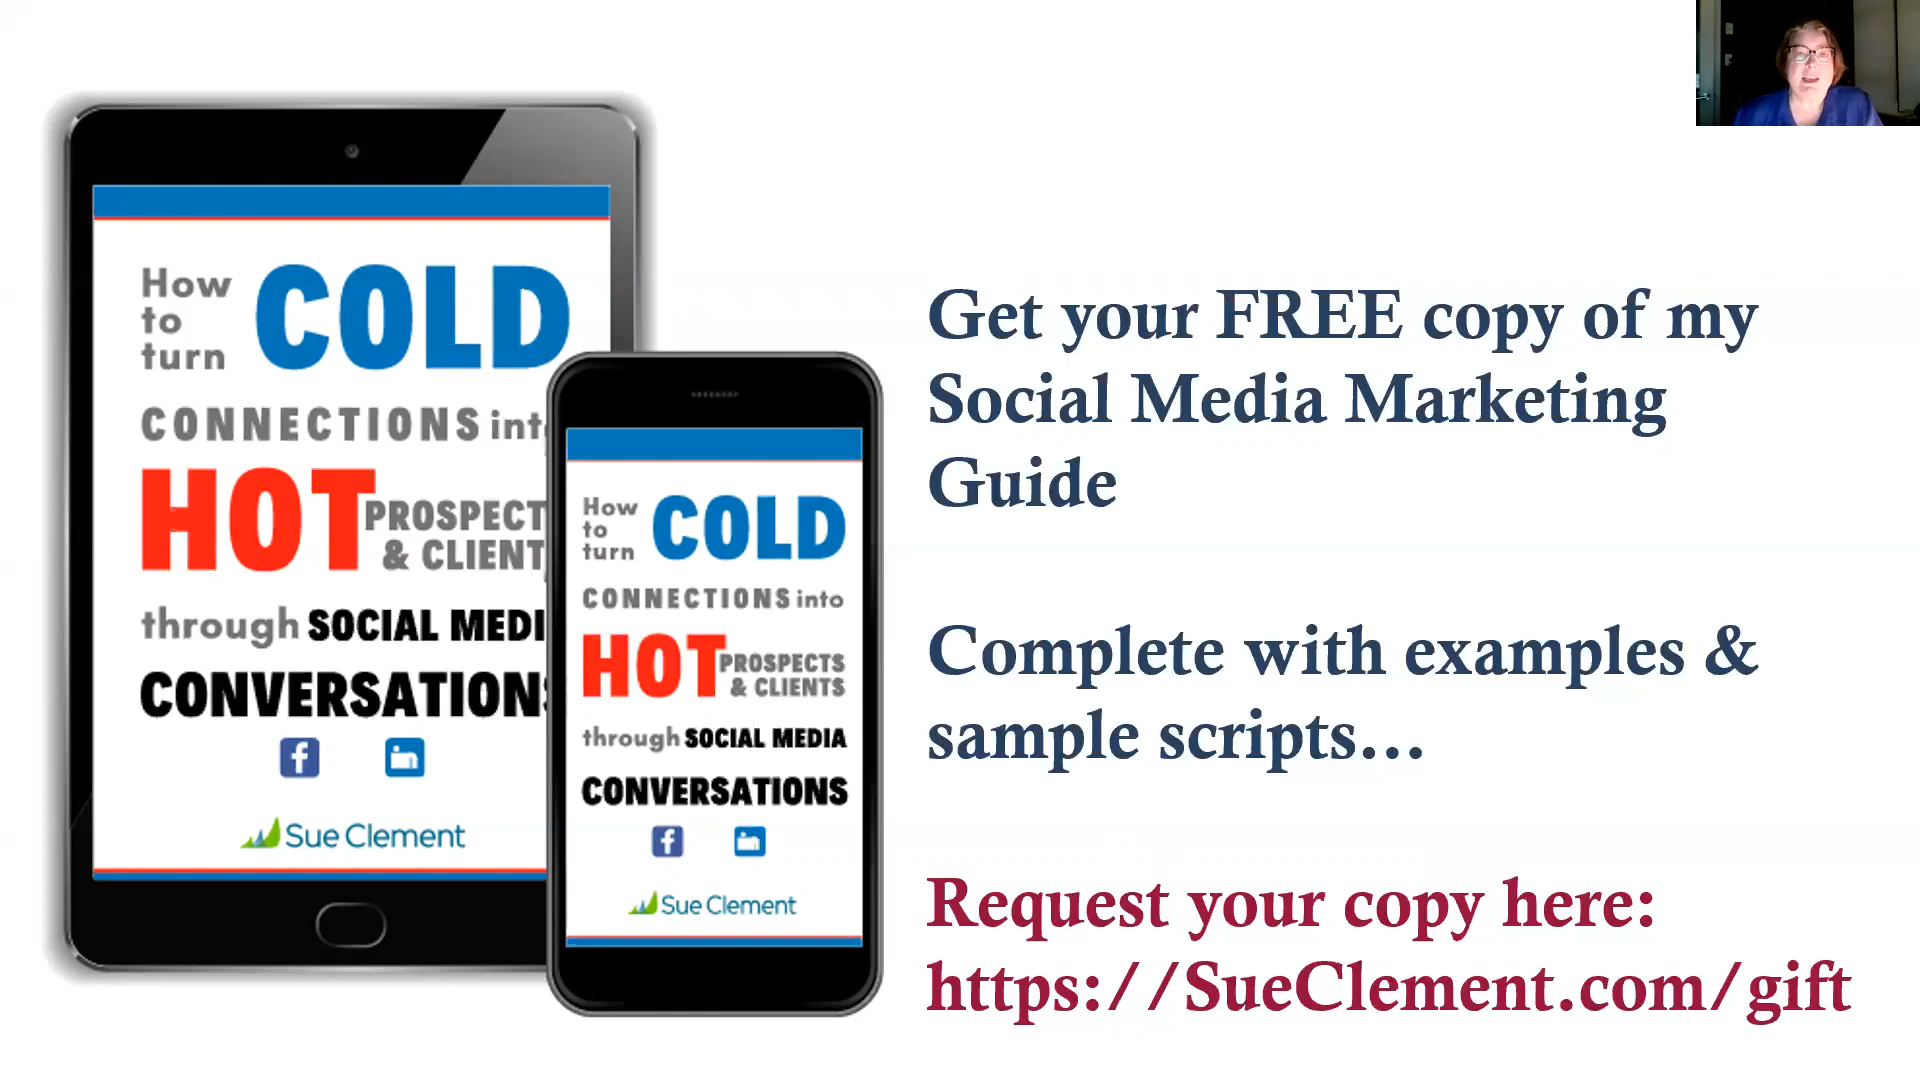 How
to
turn
COLD
CONNECTIONS int
HOT PROSPECT
& CLIENT
through SOCIAL MEDI
CONVERSATIONS
Sue Clement
How
to
turn
COLD
CONNECTIONS into
HOT PROSPECTS
& CLIENTS
through SOCIAL MEDIA
CONVERSATIONS
Sue Clement
Get your FREE copy of my
Social Media Marketing
Guide
Complete with examples &
sample scripts...
Request your copy here:
https://SueClement.com/gift